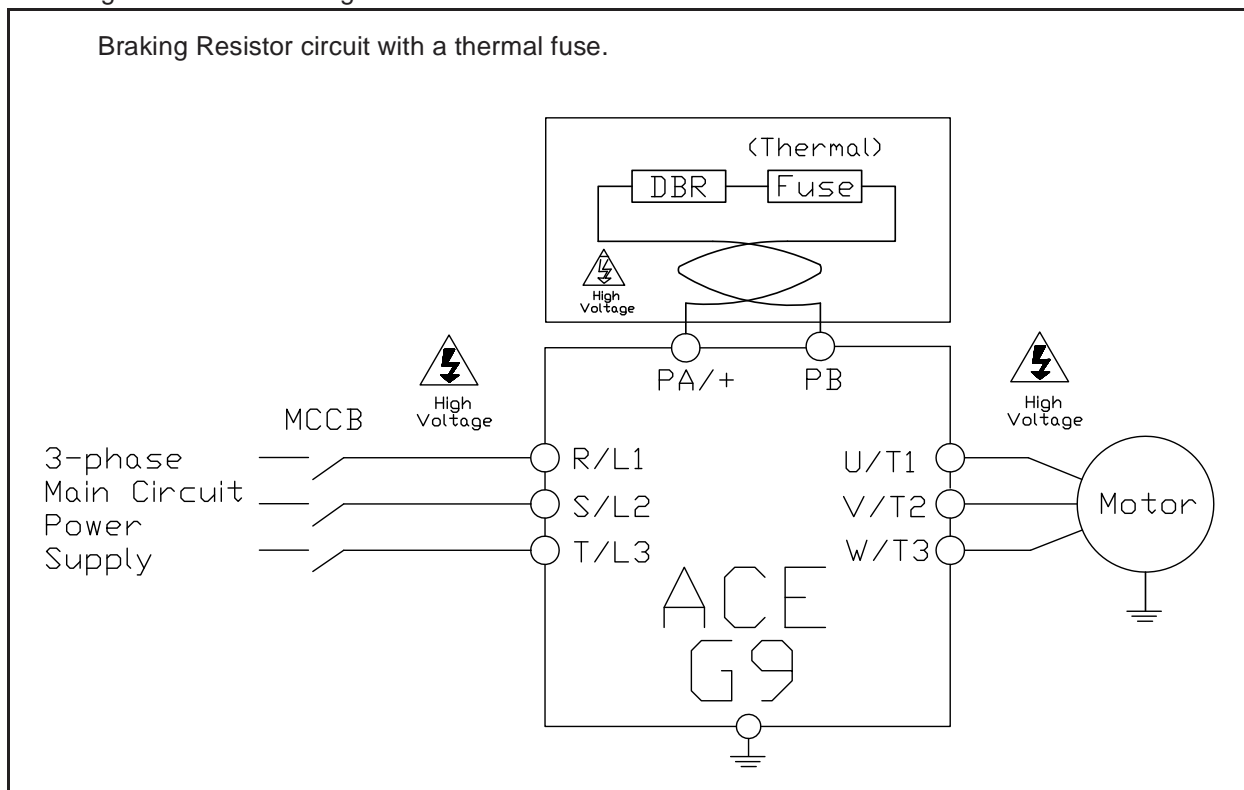 Braking Resistor circuit with a thermal fuse.
(Thermal)
DBR
Fuse
High
Voltage
PA/+
PB
High
Voltage
High
Voltage
MCCB
3-phase
Main Circuit
Power
Supply
R/L1
S/L2
T/L3
U/T1
V/T2
W/T3
Motor
ACE
G9